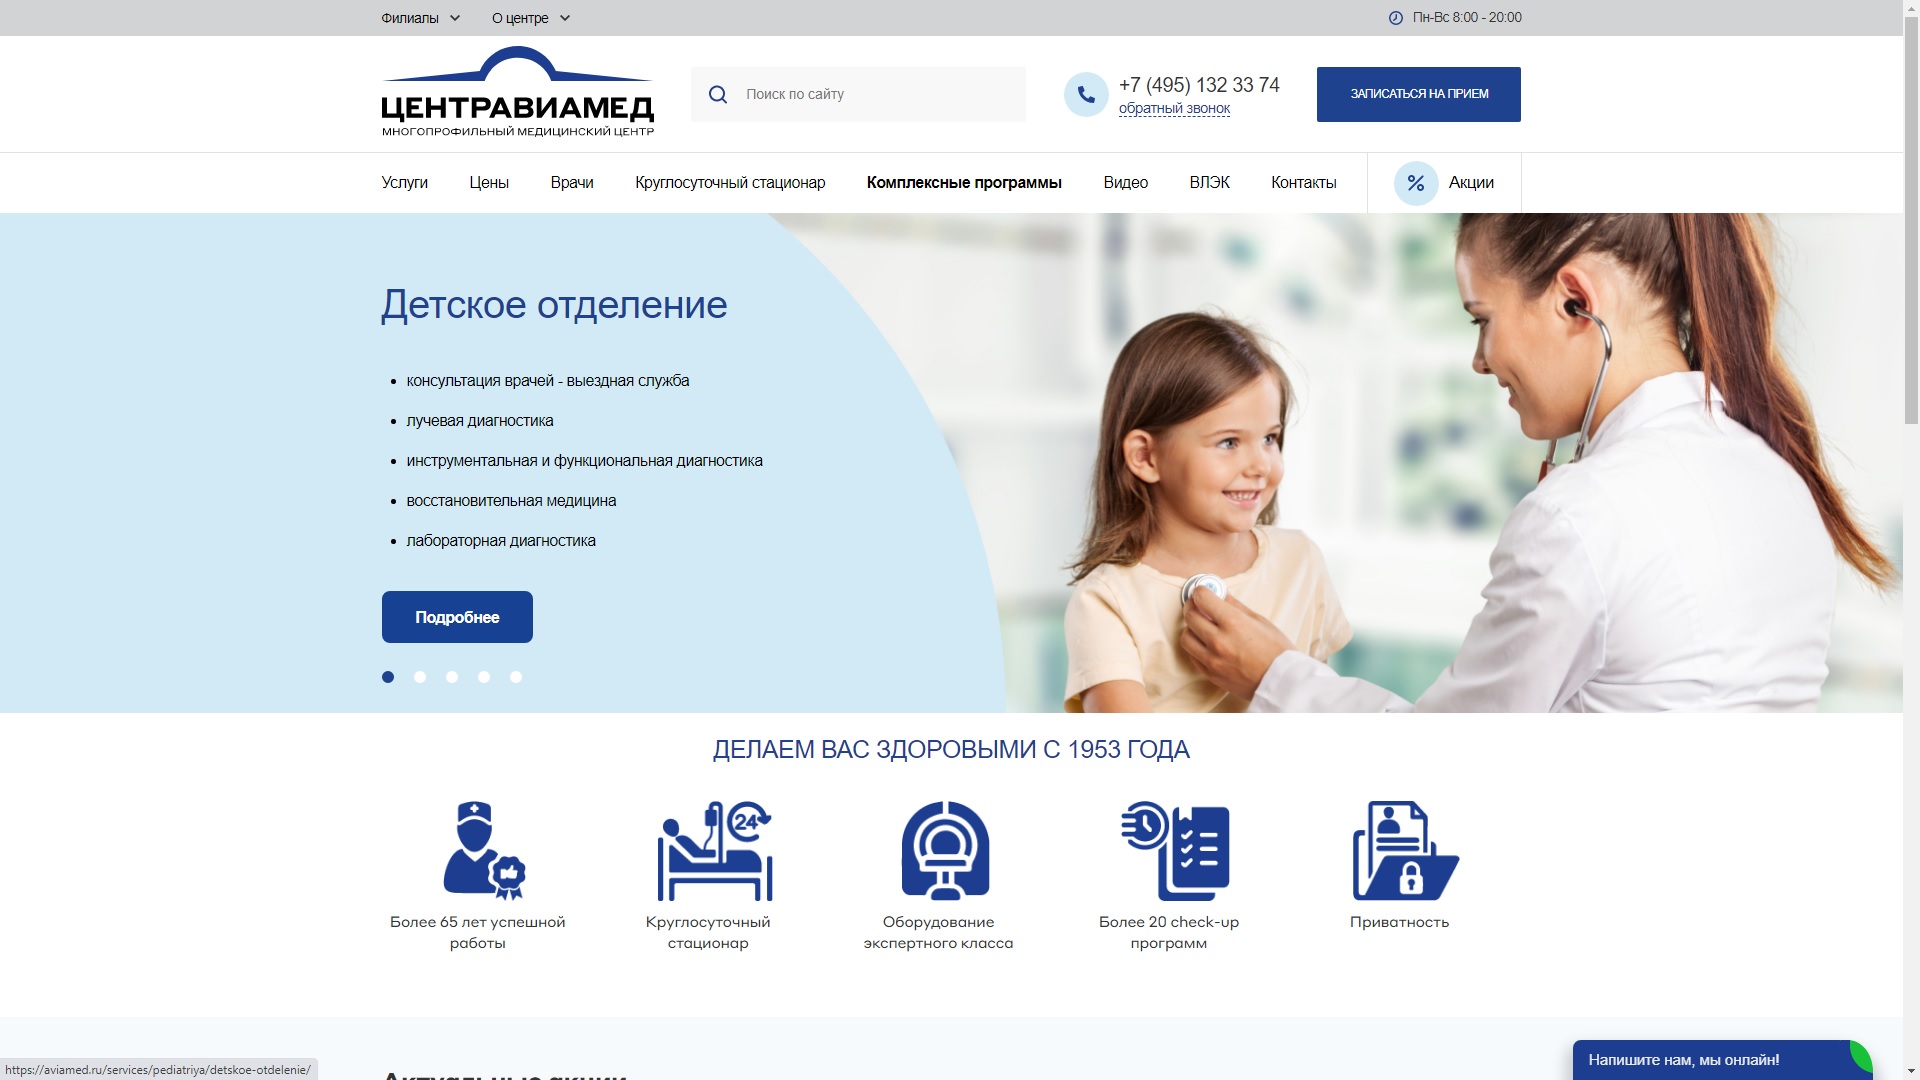 Филиалы
О центре
Пн-Вс 8:00 - 20:00
ЦЕНТРАВИАМЕД
МНОГОПРОФИЛЬНЫЙ МЕДИЦИНСКИЙ ЦЕНТР
Поиск по сайту
+7 (495) 132 33 74
обратный звонок
ЗАПИСАТЬСЯ НА ПРИЕМ
Услуги
Цены
Врачи
Круглосуточный стационар
Комплексные программы
Видео
ВЛЭК
Контакты
%
Акции
Детское отделение
консультация врачей - выездная служба
лучевая диагностика
инструментальная и функциональная диагностика
восстановительная медицина
лабораторная диагностика
Подробнее
ДЕЛАЕМ ВАС ЗДОРОВЫМИ С 1953 ГОДА
24
Более 65 лет успешной
работы
Круглосуточный
стационар
Оборудование
экспертного класса
Более 20 check-up
программ
Приватность
Актуальные акции
Напишите нам, мы онлайн!
https://aviamed.ru/services/pediatriya/detskoe-otdelenie/